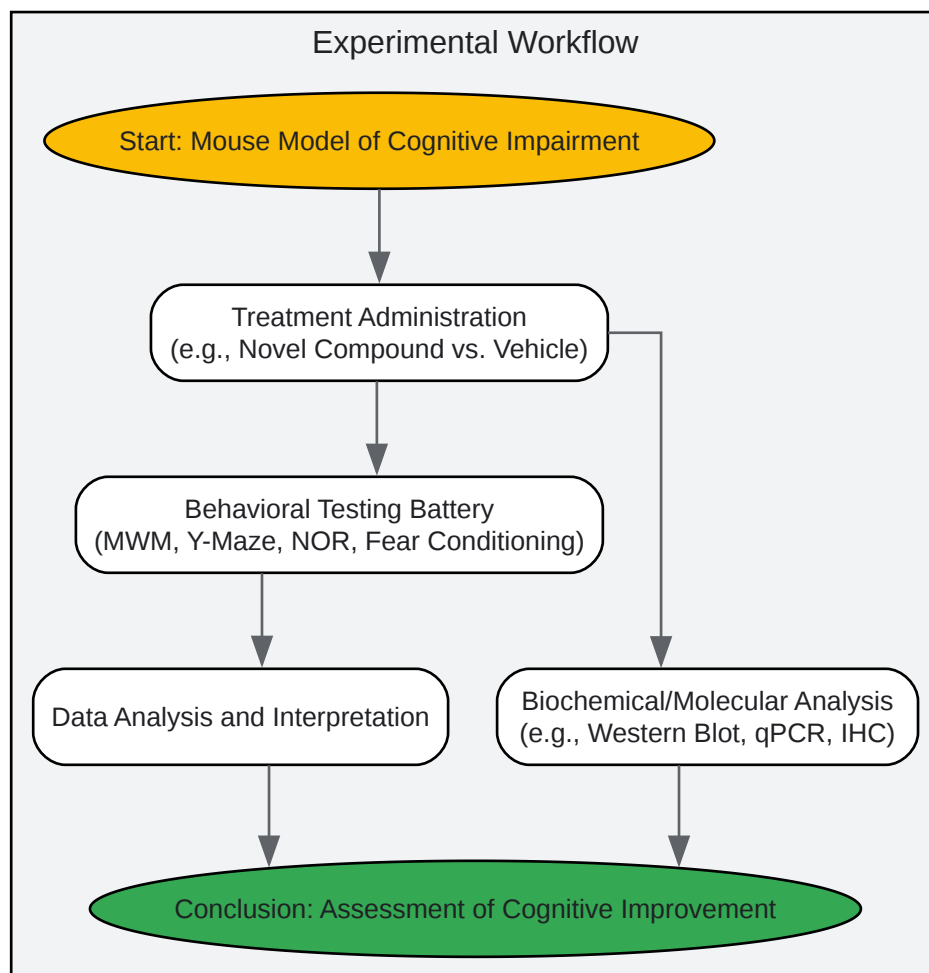 Experimental Workflow
Start: Mouse Model of Cognitive Impairment
Treatment Administration
(e.g., Novel Compound vs. Vehicle)
Behavioral Testing Battery
(MWM, Y-Maze, NOR, Fear Conditioning)
Data Analysis and Interpretation
Biochemical/Molecular Analysis
(e.g., Western Blot, qPCR, IHC)
Conclusion: Assessment of Cognitive Improvement